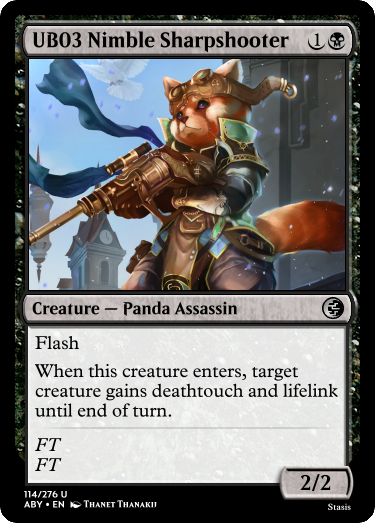 UB03 Nimble Sharpshooter 1
Creature — Panda Assassin
Flash
When this creature enters, target
creature gains deathtouch and lifelink
until end of turn.
FT
FT
2/2
114/276 U
ABY • EN Thanet Thanakij
Stasis